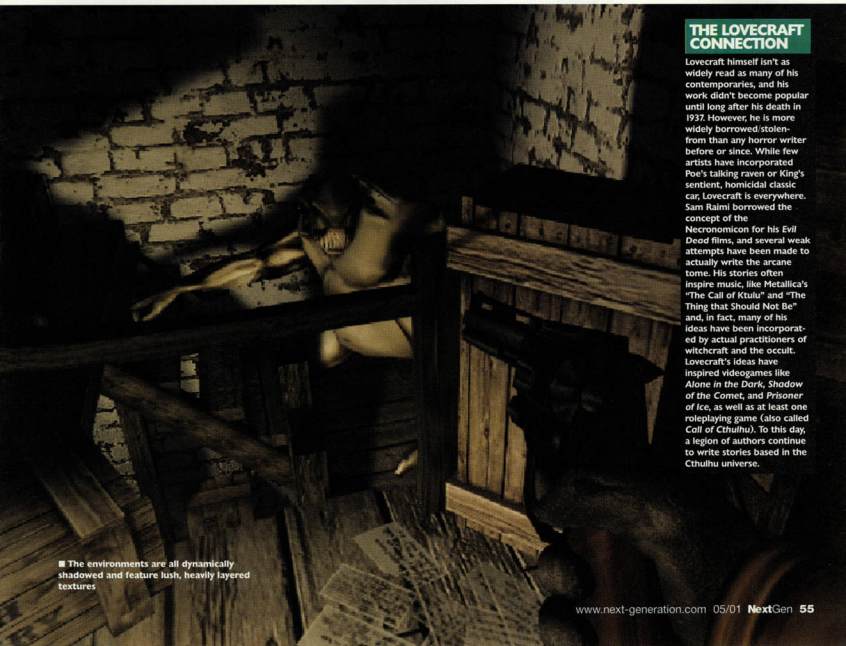 THE LOVECRAFT
CONNECTION
Lovecraft himself isn't as
widely read as many of his
contemporaries, and his
work didn't become popular
until long after his death in
1937. However, he is more
widely borrowed/stolen-
from than any horror writer
before or since. While few
artists have incorporated
Poe's talking raven or King's
sentient, homicidal classic
car, Lovecraft is everywhere.
Sam Raimi borrowed the
concept of the
Necronomicon for his Evil
Dead films, and several weak
attempts have been made to
actually write the arcane
tome. His stories often
inspire music, like Metallica's
"The Call of Ktulu" and "The
Thing that Should Not Be"
and, in fact, many of his
ideas have been incorporat-
ed by actual practitioners of
witchcraft and the occult.
Lovecraft's ideas have
inspired videogames like
Alone in the Dark, Shadow
of the Comet, and Prisoner
of Ice, as well as at least one
roleplaying game (also called
Call of Cthulhu). To this day,
a legion of authors continue
to write stories based in the
Cthulhu universe.
■ The environments are all dynamically
shadowed and feature lush, heavily layered
textures
www.next-generation.com 05/01 NextGen 55